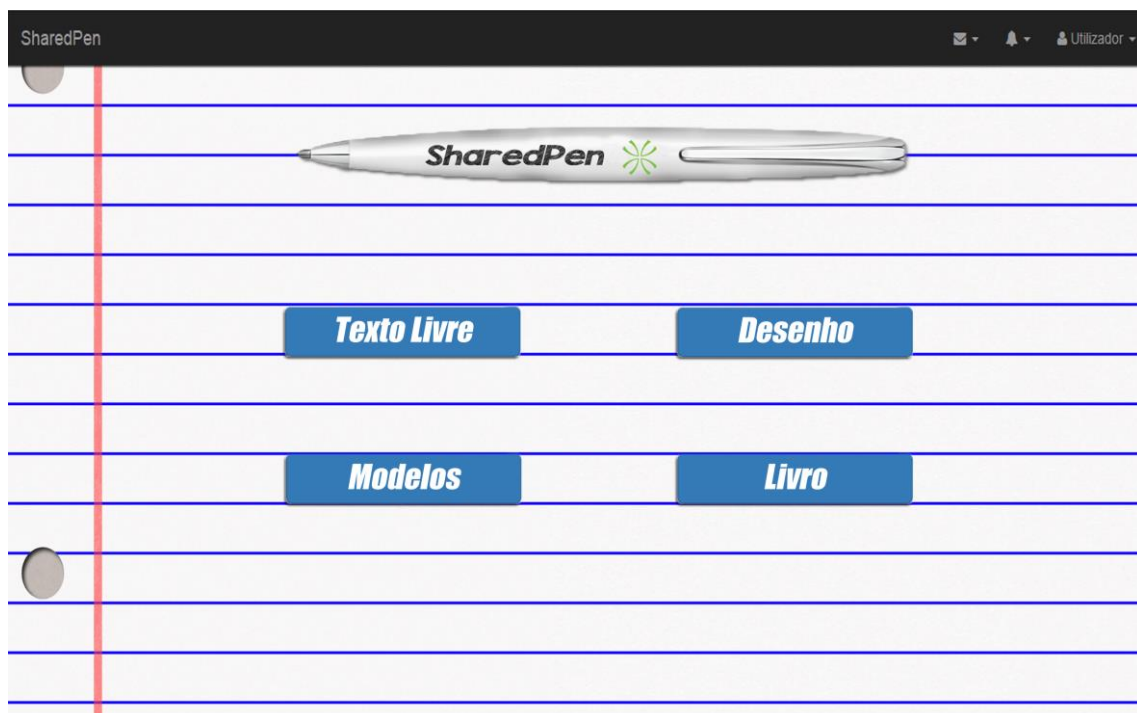 SharedPen Utilizador
SharedPen
Texto Livre Desenho
Modelos Livro